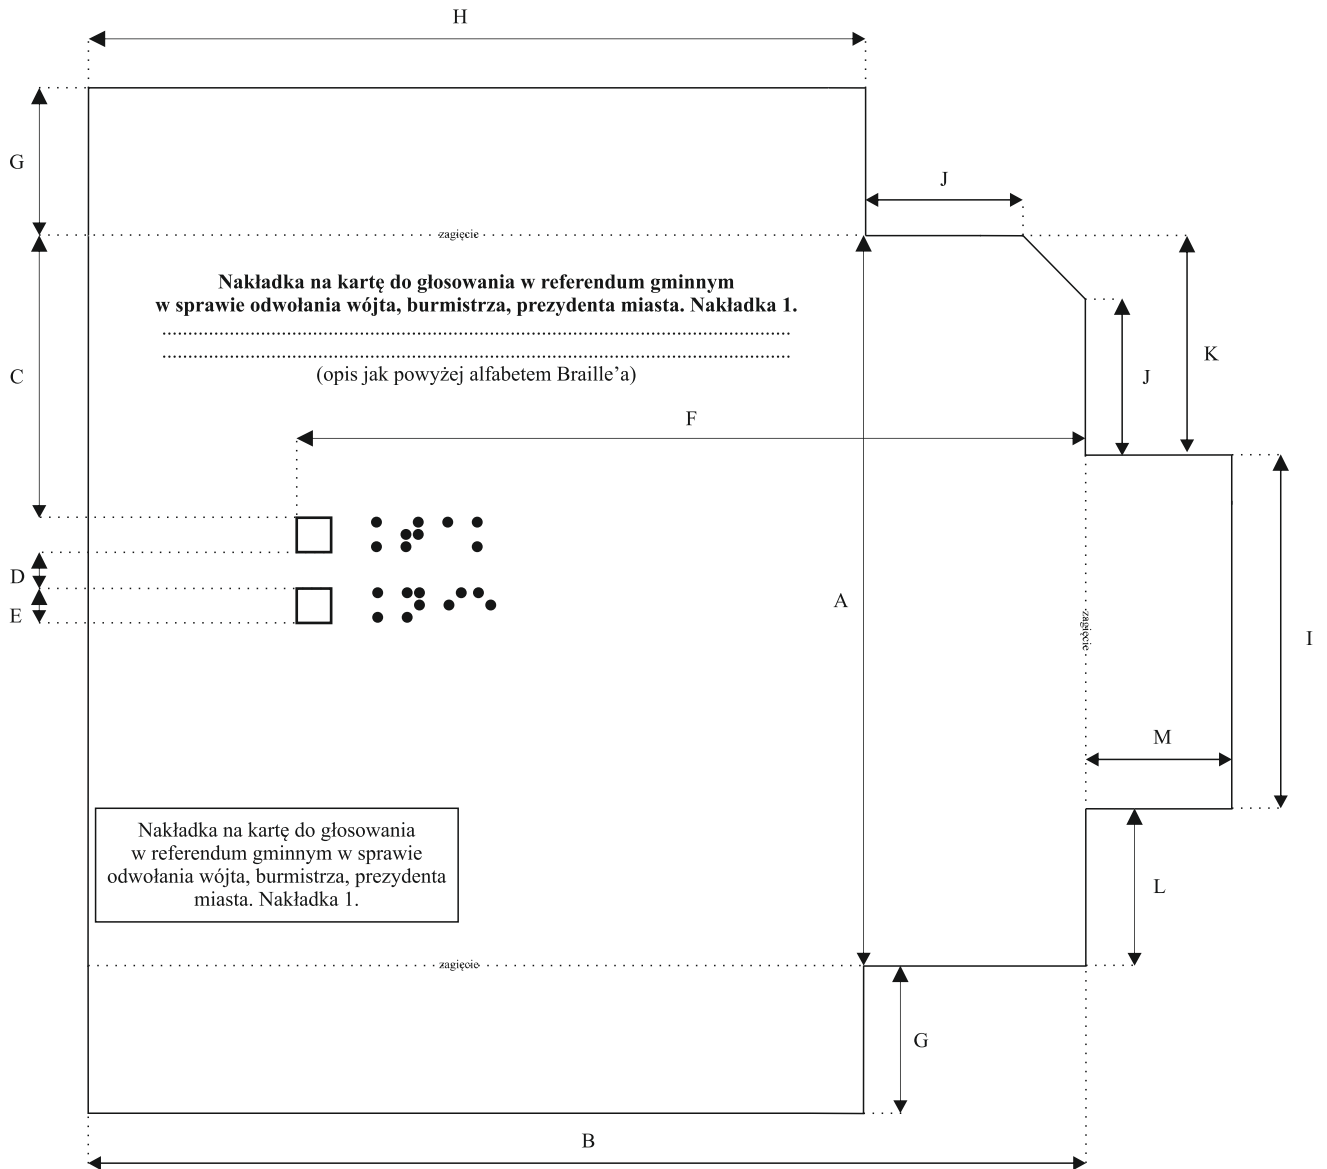 H
G
J
zagięcie
Nakładka na kartę do głosowania w referendum gminnym
w sprawie odwołania wójta, burmistrza, prezydenta miasta. Nakładka 1.
(opis jak powyżej alfabetem Braille’a)
C
K
J
F
D
E
A
zagięcie
I
M
Nakładka na kartę do głosowania
w referendum gminnym w sprawie
odwołania wójta, burmistrza, prezydenta
miasta. Nakładka 1.
L
zagięcie
G
B